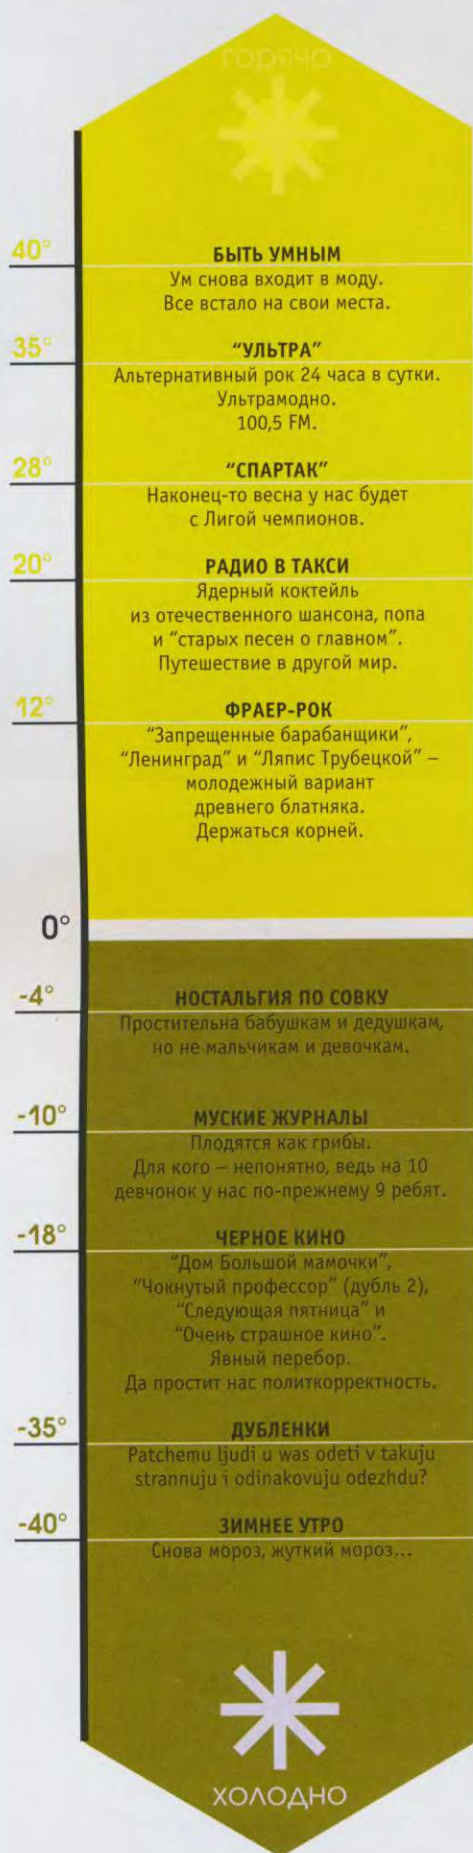 ГОРЯЧО
40°
БЫТЬ УМНЫМ
Ум снова входит в моду.
Все встало на свои места.
35°
"УЛЬТРА"
Альтернативный рок 24 часа в сутки.
Ультрамодно.
100,5 FM.
28°
"СПАРТАК"
Наконец-то весна у нас будет
с Лигой чемпионов.
20°
РАДИО В ТАКСИ
Ядерный коктейль
из отечественного шансона, попа
и "старых песен о главном".
Путешествие в другой мир.
12°
ФРАЕР-РОК
"Запрещенные барабанщики",
"Ленинград" и "Ляпис Трубецкой" –
молодежный вариант
древнего блатняка.
Держаться корней.
0°
-4°
НОСТАЛЬГИЯ ПО СОВКУ
Простительна бабушкам и дедушкам,
но не мальчикам и девочкам.
-10°
МУСКИЕ ЖУРНАЛЫ
Плодятся как грибы.
Для кого – непонятно, ведь на 10
девчонок у нас по-прежнему 9 ребят.
-18°
ЧЕРНОЕ КИНО
"Дом Большой мамочки",
"Чокнутый профессор" (дубль 2),
"Следующая пятница" и
"Очень страшное кино".
Явный перебор.
Да простит нас политкорректность.
-35°
ДУБЛЕНКИ
Patchemu ljudi u was odeti v takuju
strannuju i odinakovuju odezhdu?
-40°
ЗИМНЕЕ УТРО
Снова мороз, жуткий мороз...
ХОЛОДНО